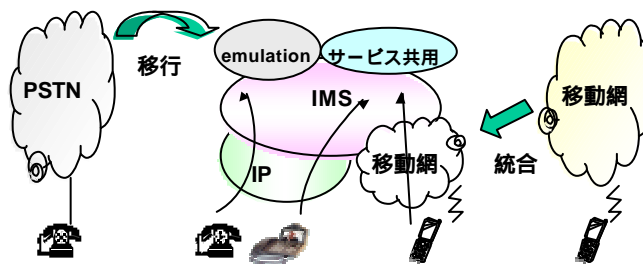 PSTN
移行
emulation
サービス共用
IMS
IP
移動網
統合
移動網